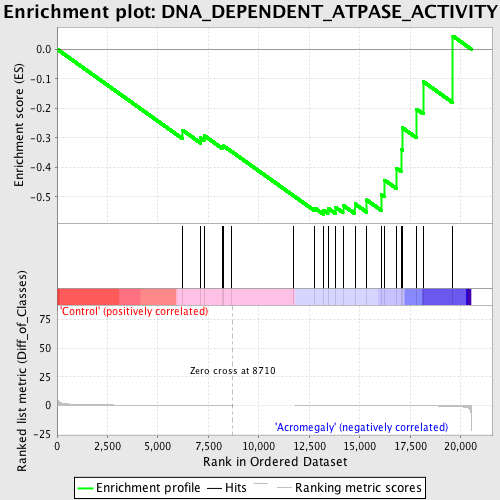 Enrichment plot: DNA_DEPENDENT_ATPASE_ACTIVITY
Enrichment score (ES)
0.0
-0.1
-0.2
-0.3
-0.4
-0.5
'Control' (positively correlated)
Ranked list metric (Diff_of_Classes)
75
50
25
0
-25
Zero cross at 8710
'Acromegaly' (negatively correlated)
0 2,500 5,000 7,500 10,000 12,500 15,000 17,500 20,000
Rank in Ordered Dataset
Enrichment profile Hits Ranking metric scores